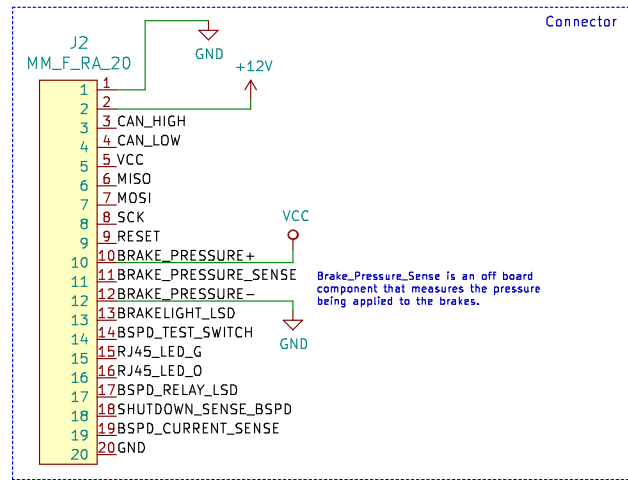 Connector
J2
MM_F_RA_20
GND
+12V
1 1
2 2
3 3 CAN_HIGH
4 4 CAN_LOW
5 5 VCC
6 6 MISO
7 7 MOSI
8 8 SCK
9 9 RESET
VCC
10 10 BRAKE_PRESSURE+
11 11 BRAKE_PRESSURE_SENSE
12 12 BRAKE_PRESSURE-
Brake_Pressure_Sense is an off board
component that measures the pressure
being applied to the brakes.
13 13 BRAKELIGHT_LSD
14 14 BSPD_TEST_SWITCH
GND
15 15 RJ45_LED_G
16 16 RJ45_LED_O
17 17 BSPD_RELAY_LSD
18 18 SHUTDOWN_SENSE_BSPD
19 19 BSPD_CURRENT_SENSE
20 20 GND